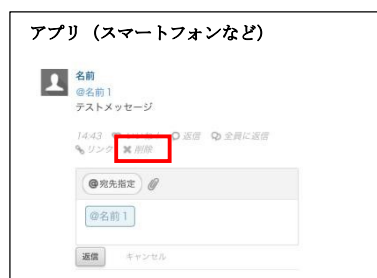 アプリ（スマートフォンなど）
名前
@名前1
テストメッセージ
14:43 返信 全員に返信
リンク 削除
@宛先指定
@名前1
返信 キャンセル